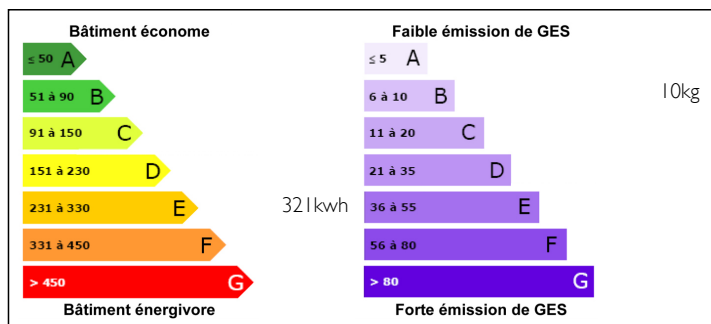 Bâtiment économe
≤ 50 A
51 à 90 B
91 à 150 C
151 à 230 D
231 à 330 E
321kwh
331 à 450 F
> 450 G
Bâtiment énergivore
Faible émission de GES
≤ 5 A
6 à 10 B
10kg
11 à 20 C
21 à 35 D
36 à 55 E
56 à 80 F
> 80 G
Forte émission de GES